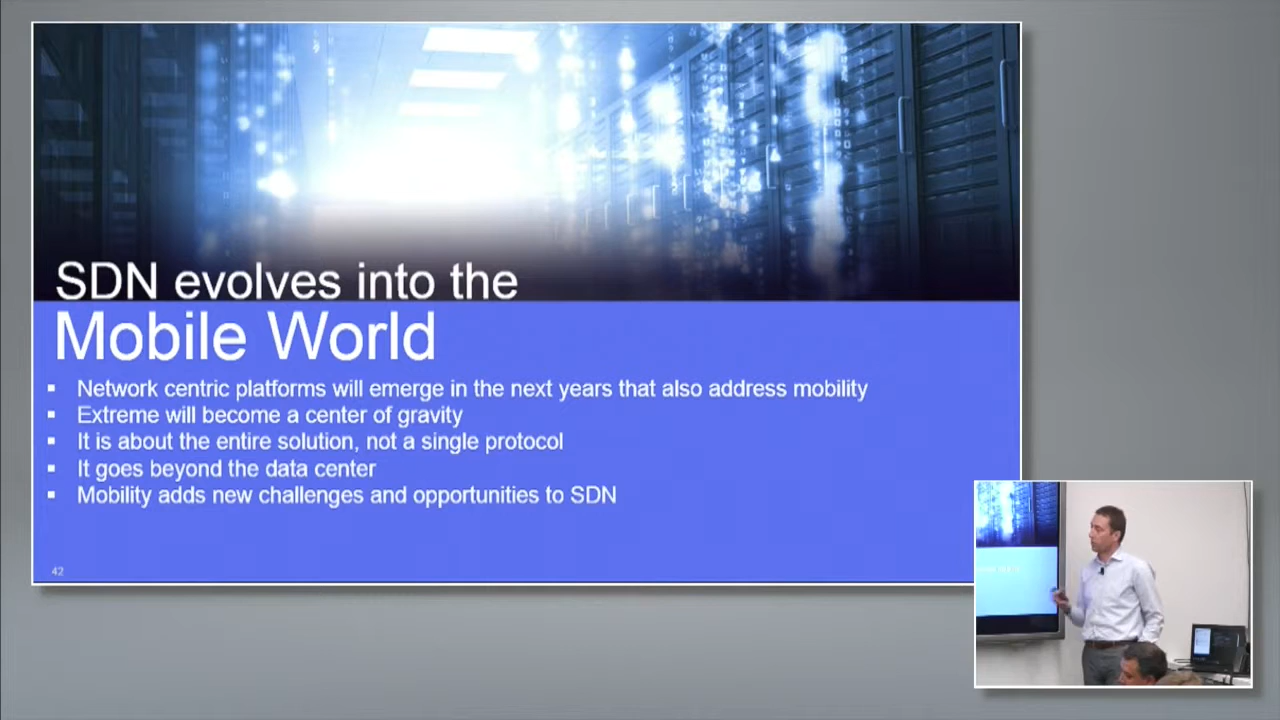 SDN evolves into the
Mobile World
▪ Network centric platforms will emerge in the next years that also address mobility
▪ Extreme will become a center of gravity
▪ It is about the entire solution, not a single protocol
▪ It goes beyond the data center
▪ Mobility adds new challenges and opportunities to SDN
42